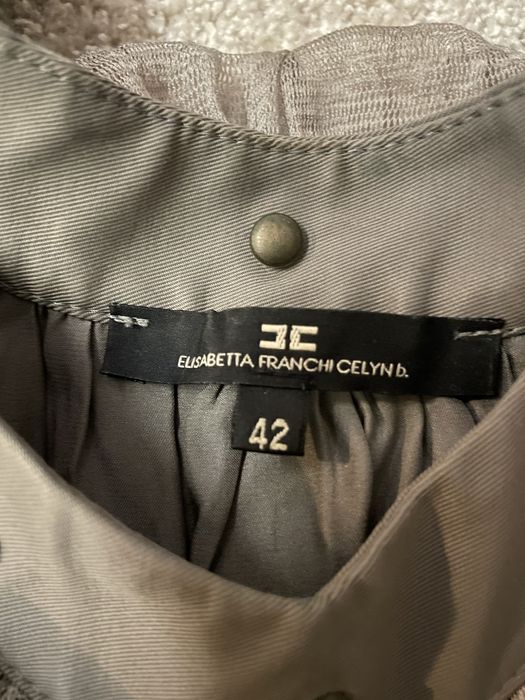 ELISABETTA FRANCHI CELYN b.
42